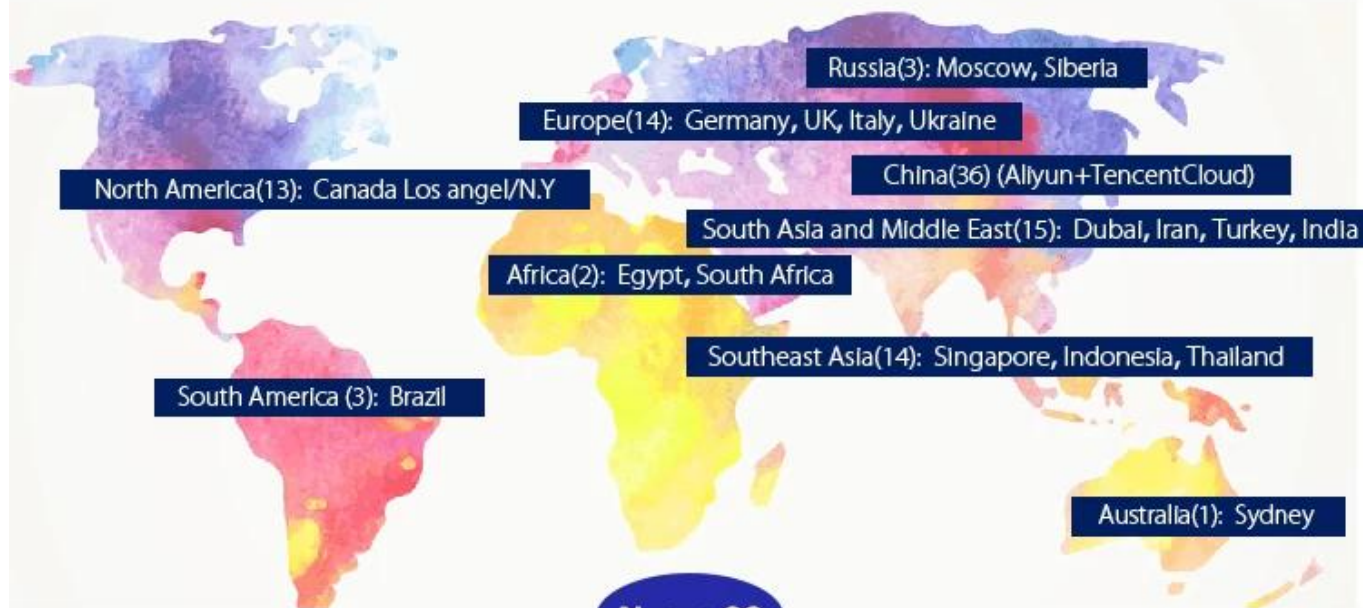 Russia(3): Moscow, Siberia
Europe(14): Germany, UK, Italy, Ukraine
China(36) (Aliyun+TencentCloud)
North America(13): Canada Los angel/N.Y
South Asia and Middle East(15): Dubai, Iran, Turkey, India
Africa(2): Egypt, South Africa
Southeast Asia(14): Singapore, Indonesia, Thailand
South America (3): Brazil
Australia(1): Sydney